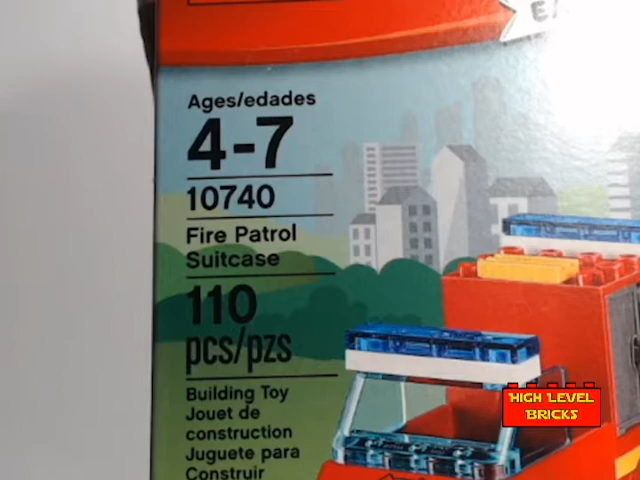 Ages/edades
4-7
10740
Fire Patrol
Suitcase
110
pcs/pzs
Building Toy
Jouet de
construction
Juguete para
Construir
HIGH LEVEL
BRICKS